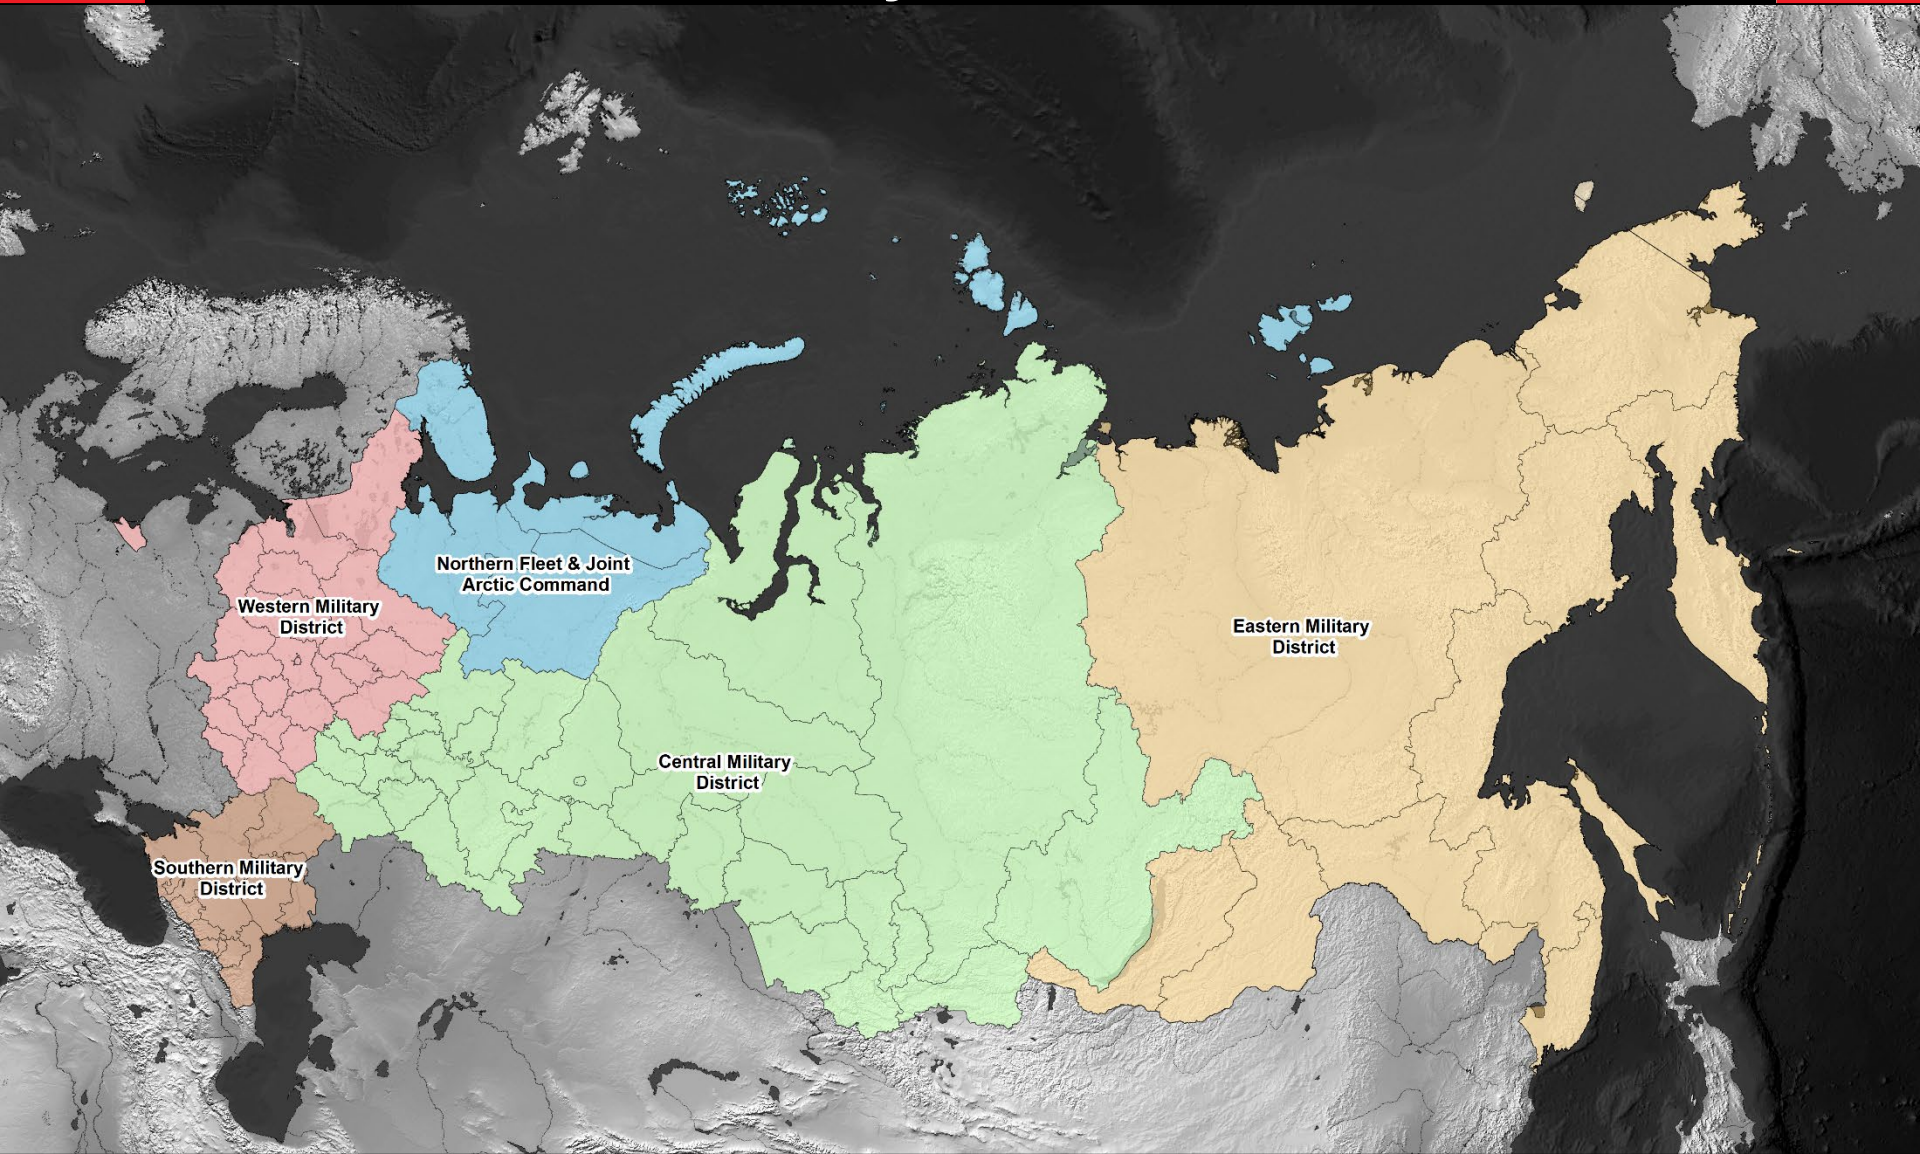 Northern Fleet & Joint
Arctic Command
Western Military
District
Eastern Military
District
Central Military
District
Southern Military
District